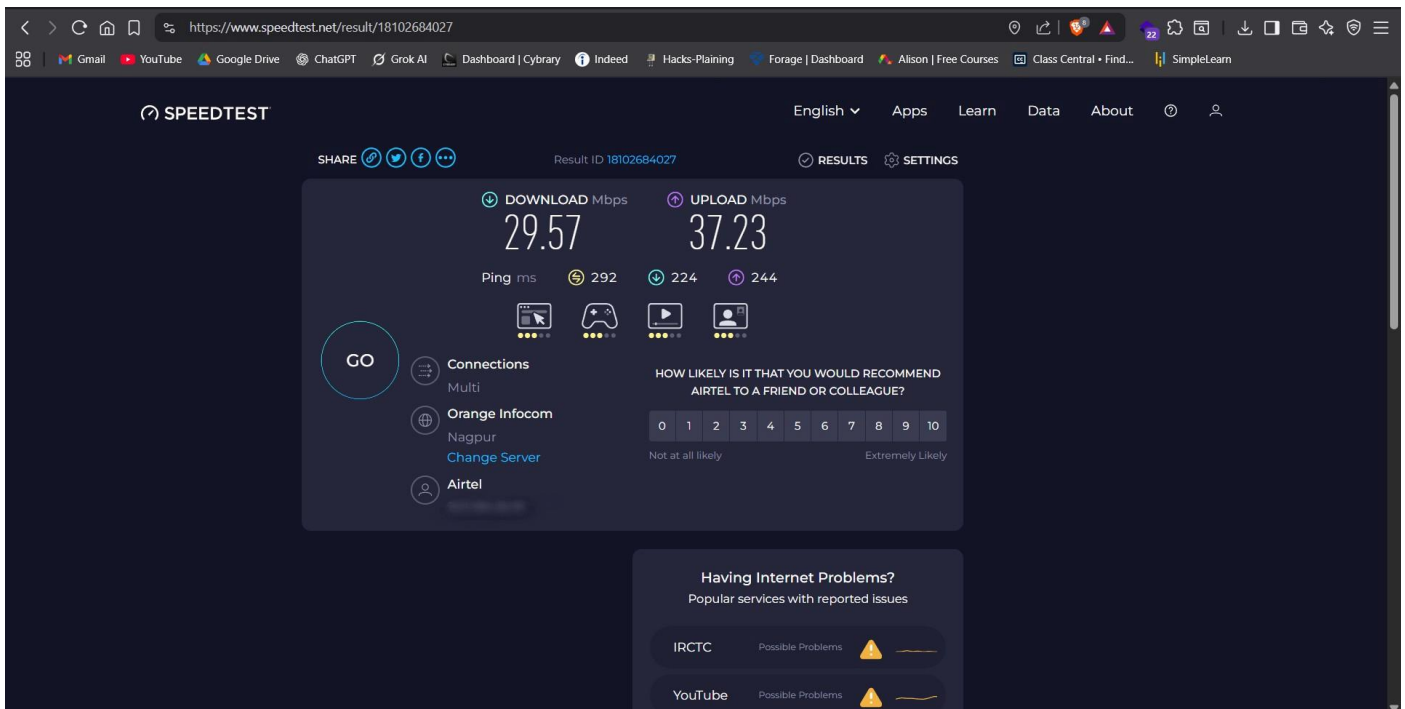 https://www.speedtest.net/result/18102684027
22
Gmail YouTube Google Drive ChatGPT Grok AI Dashboard | Cybrary Indeed Hacks-Plaining Forage | Dashboard Alison | Free Courses Class Central • Find... SimpleLearn
SPEEDTEST English Apps Learn Data About
SHARE Result ID 18102684027 RESULTS SETTINGS
DOWNLOAD Mbps UPLOAD Mbps
29.57 37.23
Ping ms 292 224 244
GO
Connections
Multi
Orange Infocom
Nagpur
Change Server
Airtel
HOW LIKELY IS IT THAT YOU WOULD RECOMMEND
AIRTEL TO A FRIEND OR COLLEAGUE?
0 1 2 3 4 5 6 7 8 9 10
Not at all likely Extremely Likely
Having Internet Problems?
Popular services with reported issues
IRCTC Possible Problems
YouTube Possible Problems